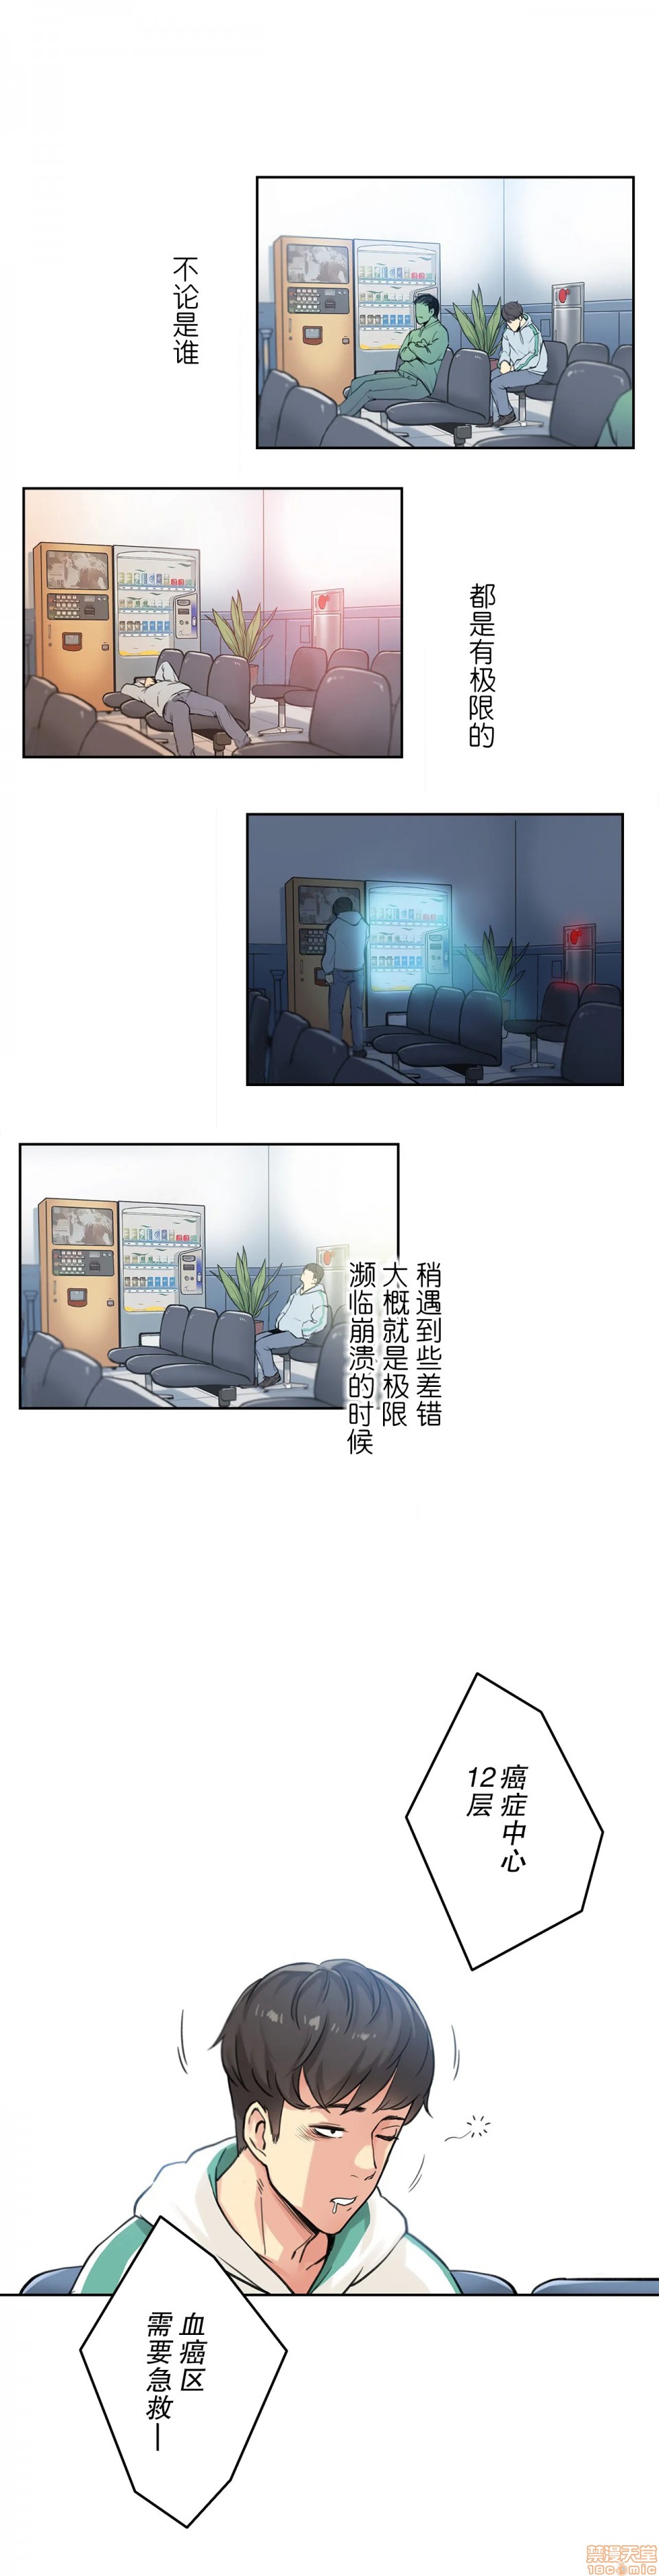 不论是谁
都是有极限的
稍遇到些差错
大概就是极限
濒临崩溃的时候
癌症中心
12层
血癌区
需要急救—
禁漫天堂